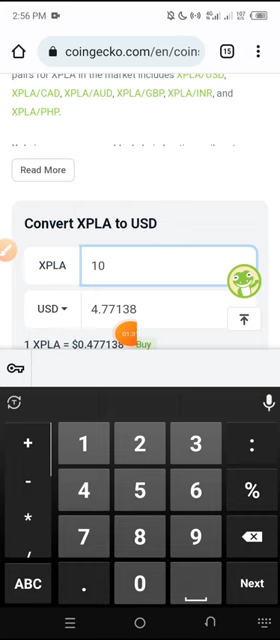 2:56 PM
coingecko.com/en/coin
15
pairs for XPLA in the market includes XPLA/USD,
XPLA/CAD, XPLA/AUD, XPLA/GBP, XPLA/INR, and
XPLA/PHP.
Read More
Convert XPLA to USD
XPLA 10
USD 4.77138
1 XPLA = $0.477138 Buy
+ 1 2 3 :
- 4 5 6 %
* 7 8 9
, ABC . 0 Next